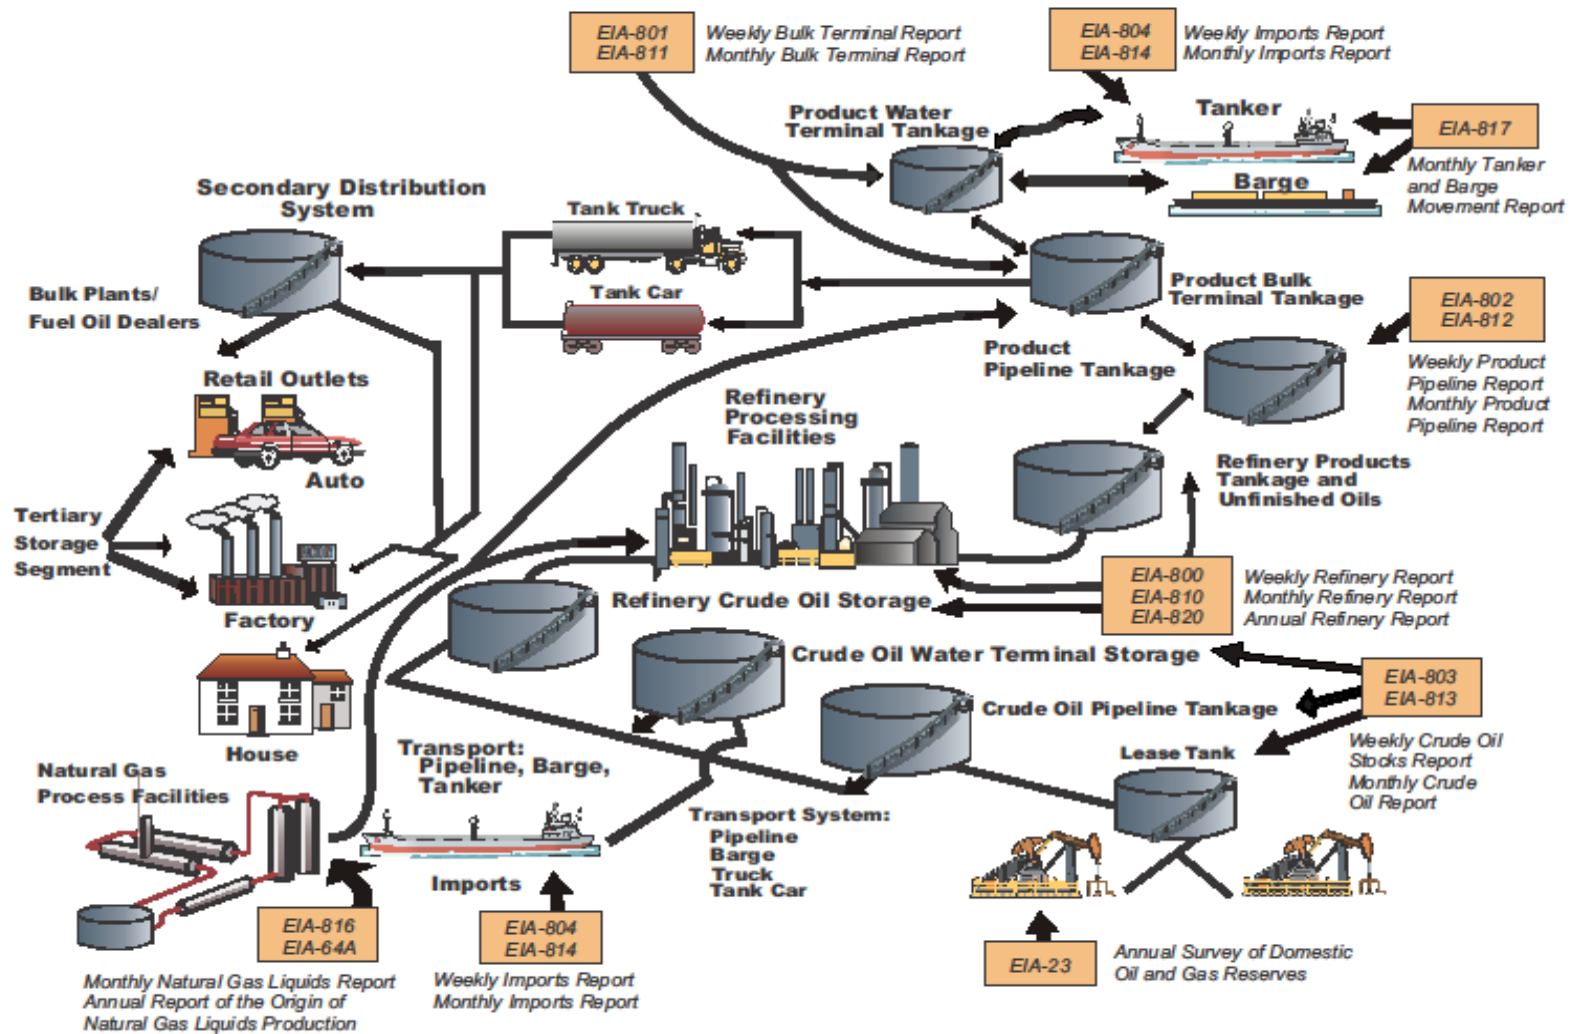 EIA-801
EIA-811
Weekly Bulk Terminal Report
Monthly Bulk Terminal Report
EIA-804
EIA-814
Weekly Imports Report
Monthly Imports Report
Product Water
Terminal Tankage
Tanker
EIA-817
Monthly Tanker
and Barge
Movement Report
Barge
Secondary Distribution
System
Tank Truck
Tank Car
Bulk Plants/
Fuel Oil Dealers
Product Bulk
Terminal Tankage
EIA-802
EIA-812
Weekly Product
Pipeline Report
Monthly Product
Pipeline Report
Product
Pipeline Tankage
Retail Outlets
Auto
Refinery
Processing
Facilities
Refinery Products
Tankage and
Unfinished Oils
Tertiary
Storage
Segment
Factory
EIA-800
EIA-810
EIA-820
Weekly Refinery Report
Monthly Refinery Report
Annual Refinery Report
Refinery Crude Oil Storage
Crude Oil Water Terminal Storage
EIA-803
EIA-813
Weekly Crude Oil
Stocks Report
Monthly Crude
Oil Report
Crude Oil Pipeline Tankage
House
Lease Tank
Transport:
Pipeline, Barge,
Tanker
Natural Gas
Process Facilities
Transport System:
Pipeline
Barge
Truck
Tank Car
Imports
EIA-816
EIA-64A
Monthly Natural Gas Liquids Report
Annual Report of the Origin of
Natural Gas Liquids Production
EIA-804
EIA-814
Weekly Imports Report
Monthly Imports Report
EIA-23
Annual Survey of Domestic
Oil and Gas Reserves